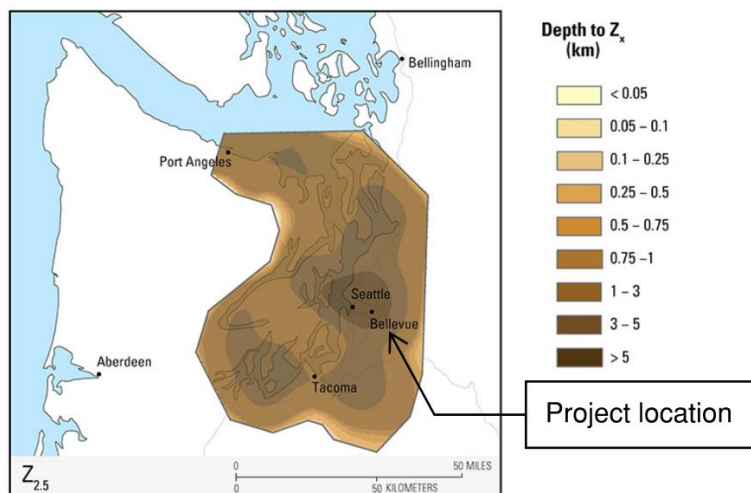 Depth to Zx
(km)
< 0.05
0.05 – 0.1
0.1 – 0.25
0.25 – 0.5
0.5 – 0.75
0.75 –1
1 – 3
3 – 5
> 5
Bellingham
Port Angeles
Seattle
Bellevue
Aberdeen
Tacoma
Project location
Z2.5
0 50 MILES
0 50 KILOMETERS